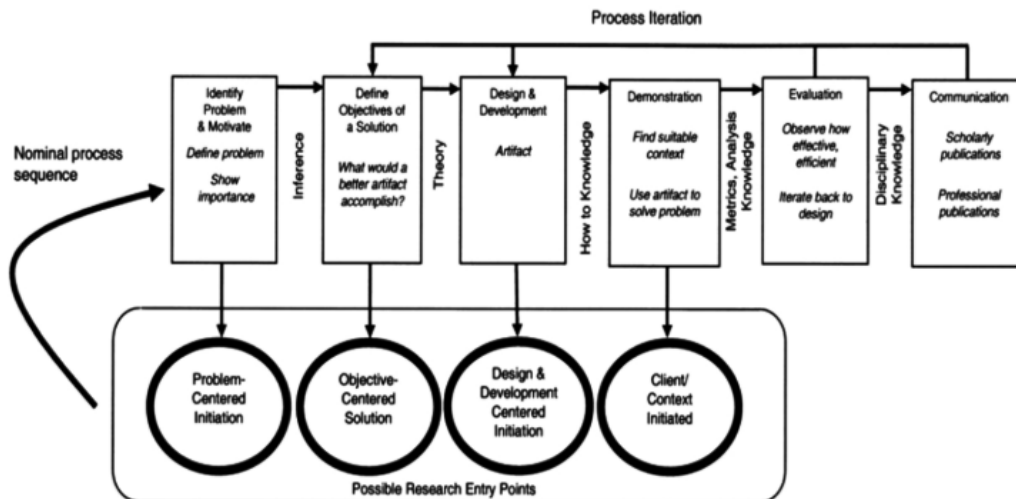 Process Iteration
Nominal process
sequence
Identify
Problem
& Motivate
Define problem
Show
importance
Inference
Define
Objectives of
a Solution
What would a
better artifact
accomplish?
Theory
Design &
Development
Artifact
How to Knowledge
Demonstration
Find suitable
context
Use artifact to
solve problem
Metrics, Analysis
Knowledge
Evaluation
Observe how
effective,
efficient
Iterate back to
design
Disciplinary
Knowledge
Communication
Scholarly
publications
Professional
publications
Problem-
Centered
Initiation
Objective-
Centered
Solution
Design &
Development
Centered
Initiation
Client/
Context
Initiated
Possible Research Entry Points